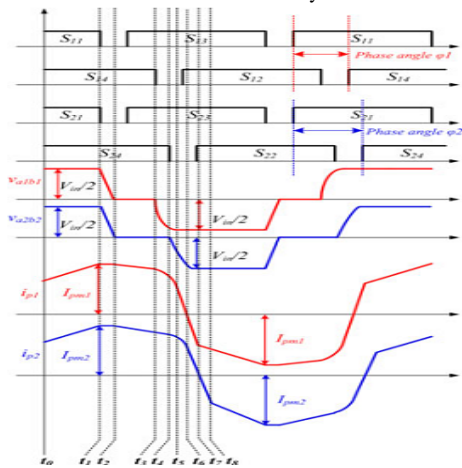 S11 S13 S11
Phase angle φ1
S14 S12 S14
S21 S23 S21
Phase angle φ2
S24 S22 S24
va1b1 Vin/2 Vin/2
va2b2 Vin/2 Vin/2
ip1 Ipm1 Ipm1
ip2 Ipm2 Ipm2
t0 t1 t2 t3 t4 t5 t6 t7 t8